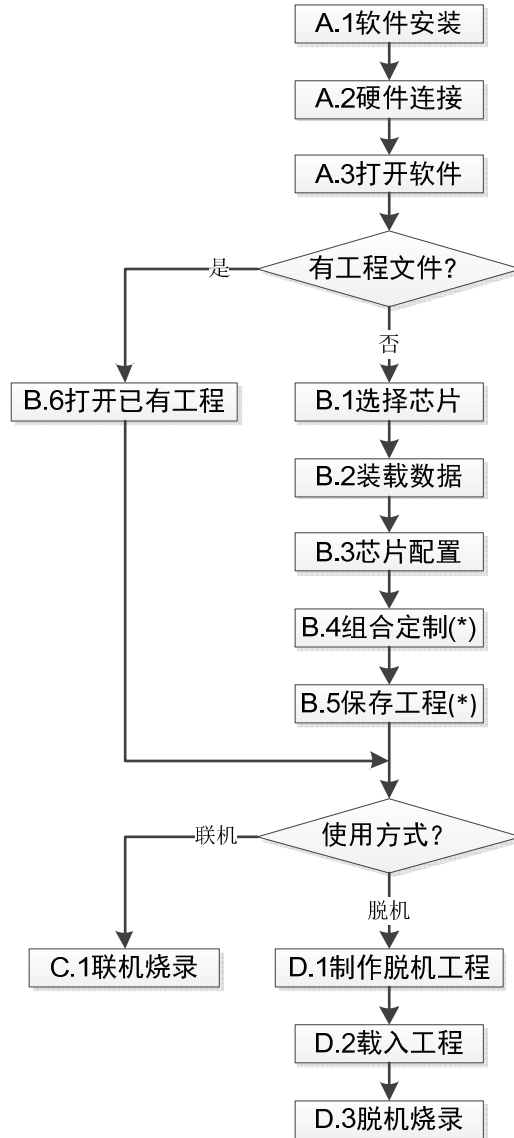 A.1软件安装
A.2硬件连接
A.3打开软件
有工程文件?
是
否
B.6打开已有工程
B.1选择芯片
B.2装载数据
B.3芯片配置
B.4组合定制(*)
B.5保存工程(*)
使用方式?
联机
脱机
C.1联机烧录
D.1制作脱机工程
D.2载入工程
D.3脱机烧录